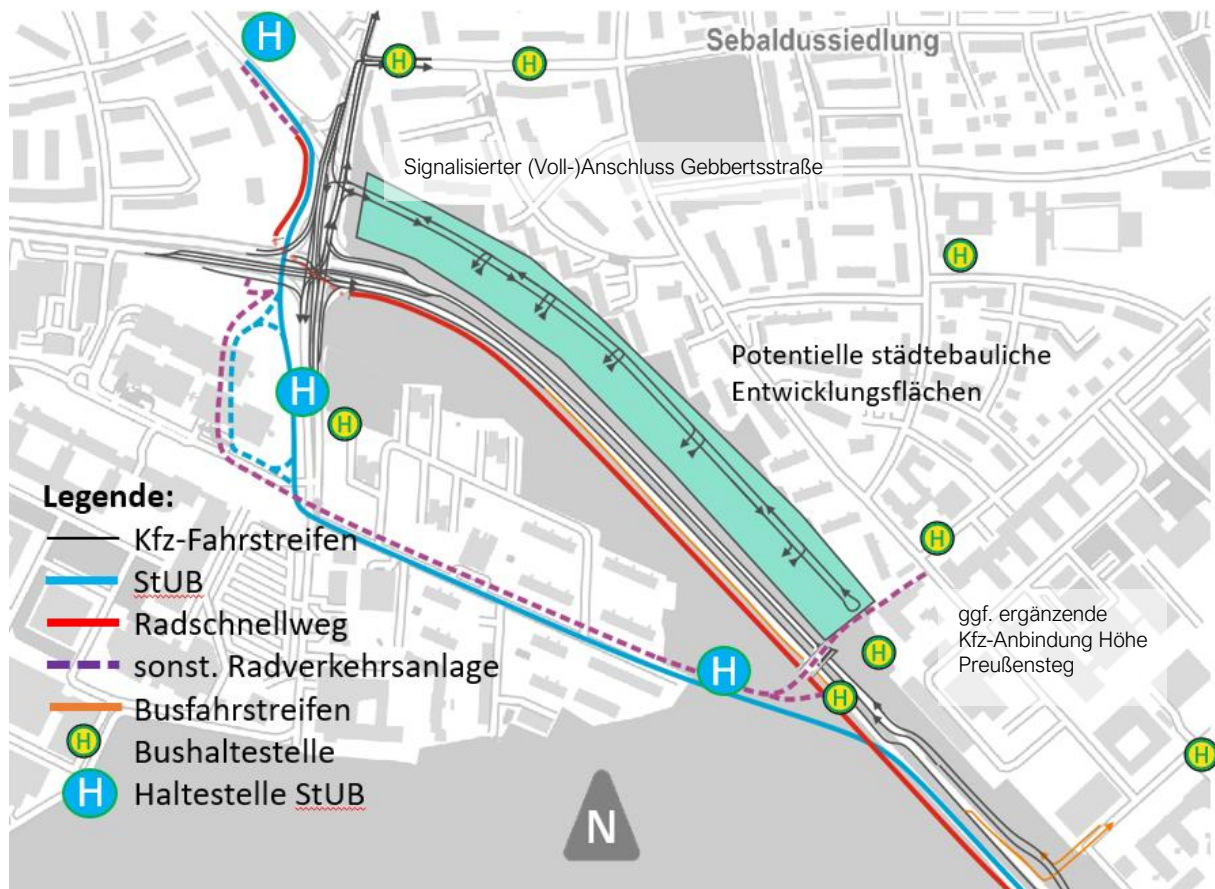 H
H
H
Sebaldussiedlung
Signalisierter (Voll-)Anschluss Gebbertsstraße
H
Potentielle städtebauliche
Entwicklungsflächen
H
H
Legende:
Kfz-Fahrstreifen
StUB
Radschnellweg
sonst. Radverkehrsanlage
Busfahrstreifen
H Bushaltestelle
H Haltestelle StUB
H
ggf. ergänzende
Kfz-Anbindung Höhe
Preußensteg
H
H
H
H
N